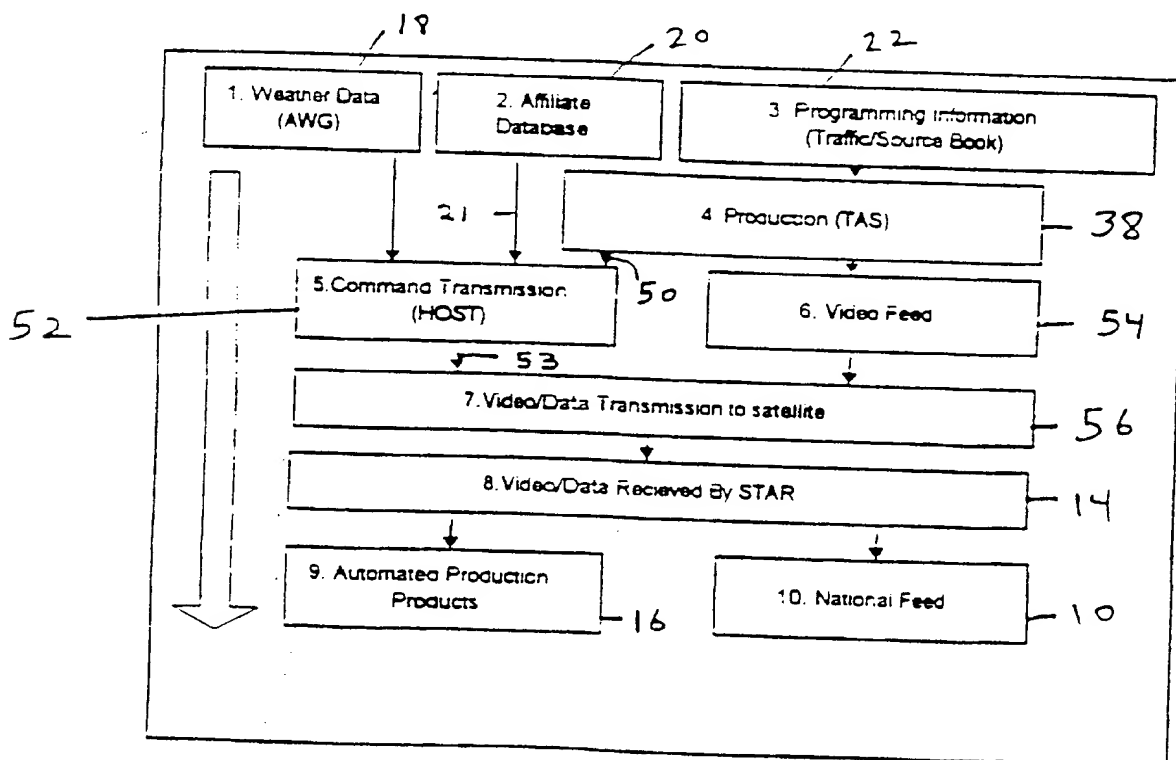 18
20
22
1. Weather Data
(AWG)
2. Affiliate
Database
3. Programming Information
(Traffic/Source Book)
21
4. Production (TAS)
38
5.Command Transmission
(HOST)
50
6. Video Feed
54
52
53
7.Video/Data Transmission to satellite
56
8.Video/Data Recieved By STAR
14
9. Automated Production
Products
16
10. National Feed
10